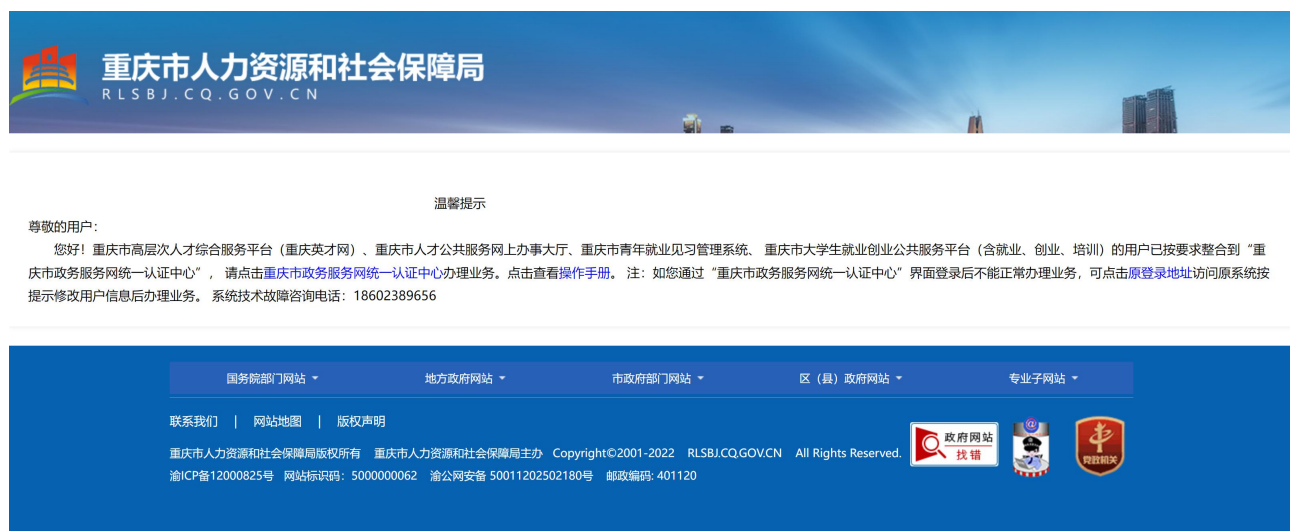 重庆市人力资源和社会保障局
RLSBJ.CQ.GOV.CN
温馨提示
尊敬的用户：
您好！重庆市高层次人才综合服务平台（重庆英才网）、重庆市人才公共服务网上办事大厅、重庆市青年就业见习管理系统、 重庆市大学生就业创业公共服务平台（含就业、创业、培训）的用户已按要求整合到“重
庆市政务服务网统一认证中心”， 请点击重庆市政务服务网统一认证中心办理业务。点击查看操作手册。 注：如您通过“重庆市政务服务网统一认证中心”界面登录后不能正常办理业务，可点击原登录地址访问原系统按
提示修改用户信息后办理业务。 系统技术故障咨询电话：18602389656
国务院部门网站 地方政府网站 市政府部门网站 区（县）政府网站 专业子网站
联系我们 | 网站地图 | 版权声明
重庆市人力资源和社会保障局版权所有 重庆市人力资源和社会保障局主办 Copyright©2001-2022 RLSBJ.CQ.GOV.CN All Rights Reserved.
渝ICP备12000825号 网站标识码：5000000062 渝公网安备 50011202502180号 邮政编码: 401120
政府网站
找错
@
党政机关